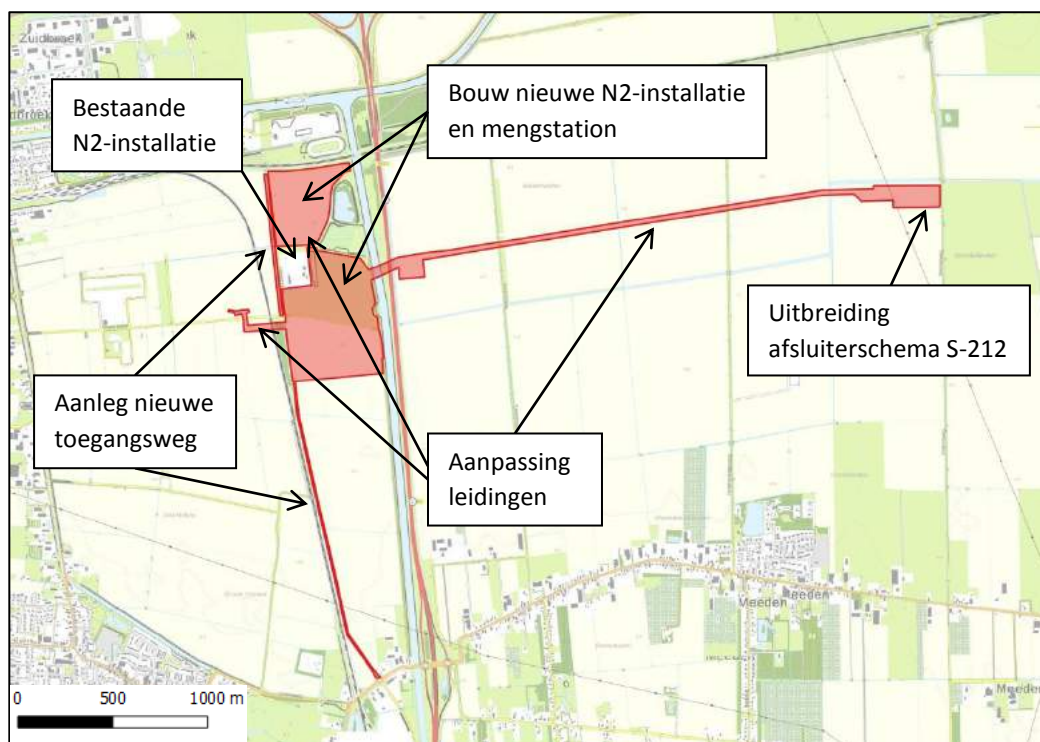 Zuidbroek
Bestaande
N2-installatie
Bouw nieuwe N2-installatie
en mengstation
Uitbreiding
afsluiterschema S-212
Aanleg nieuwe
toegangsweg
Aanpassing
leidingen
Meeden
Meeden
0 500 1000 m